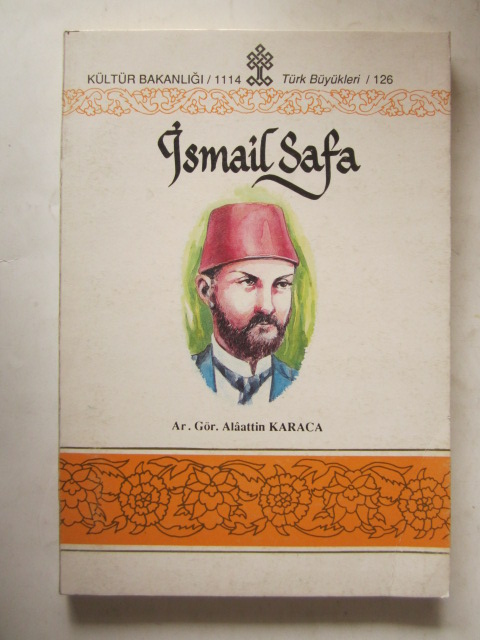 KÜLTÜR BAKANLIĞI / 1114 Türk Büyükleri / 126
İsmail Safa
Ar. Gör. Alâattin KARACA